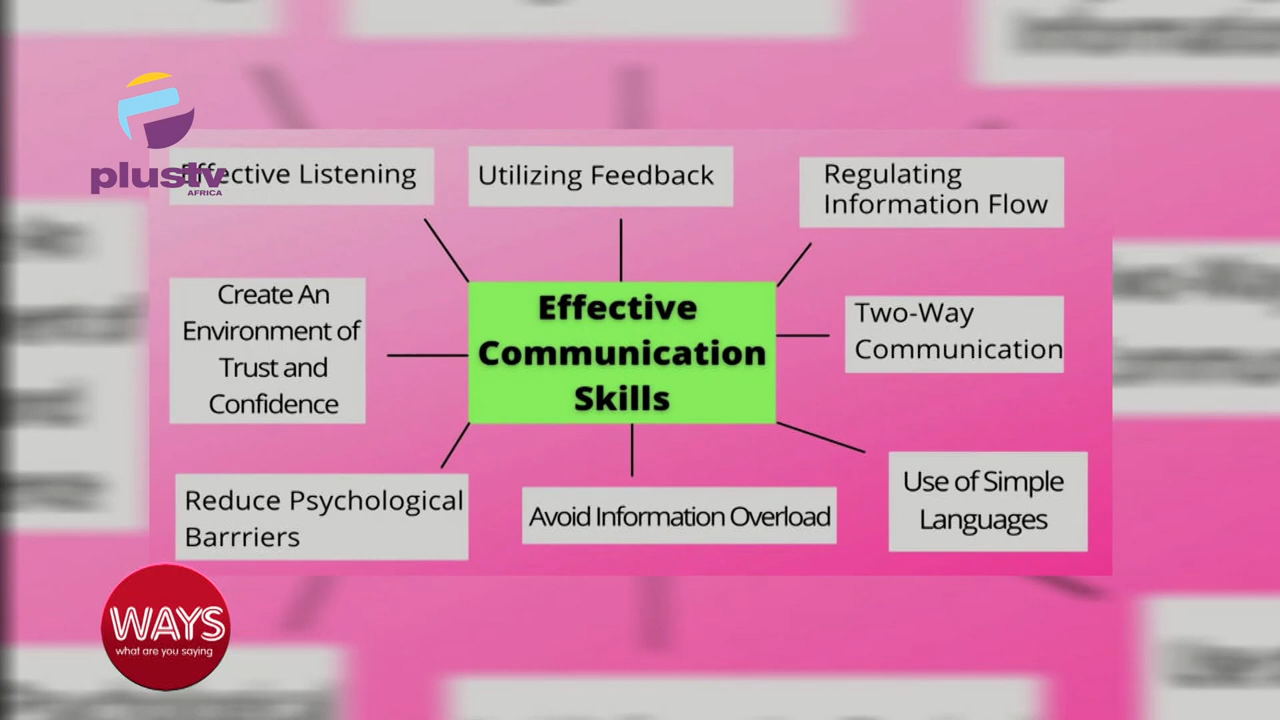 plustv
AFRICA
Effective Listening
Utilizing Feedback
Regulating
Information Flow
Create An
Environment of
Trust and
Confidence
Effective
Communication
Skills
Two-Way
Communication
Reduce Psychological
Barrriers
Avoid Information Overload
Use of Simple
Languages
WAYS
what are you saying